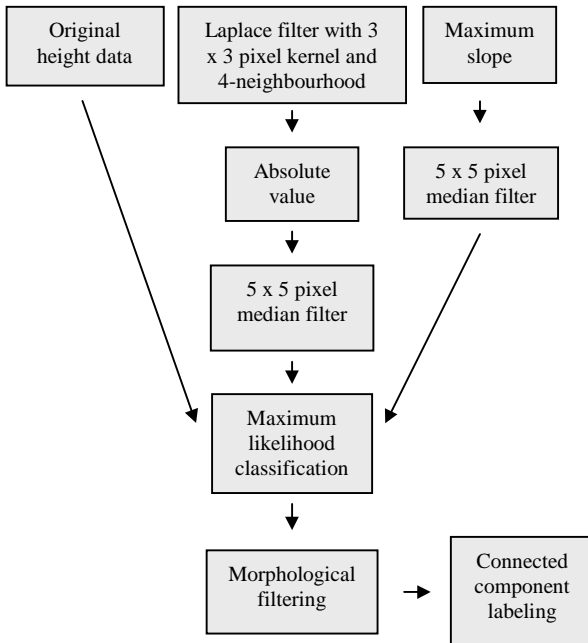 Original
height data
Laplace filter with 3
x 3 pixel kernel and
4-neighbourhood
Maximum
slope
Absolute
value
5 x 5 pixel
median filter
5 x 5 pixel
median filter
Maximum
likelihood
classification
Morphological
filtering
Connected
component
labeling